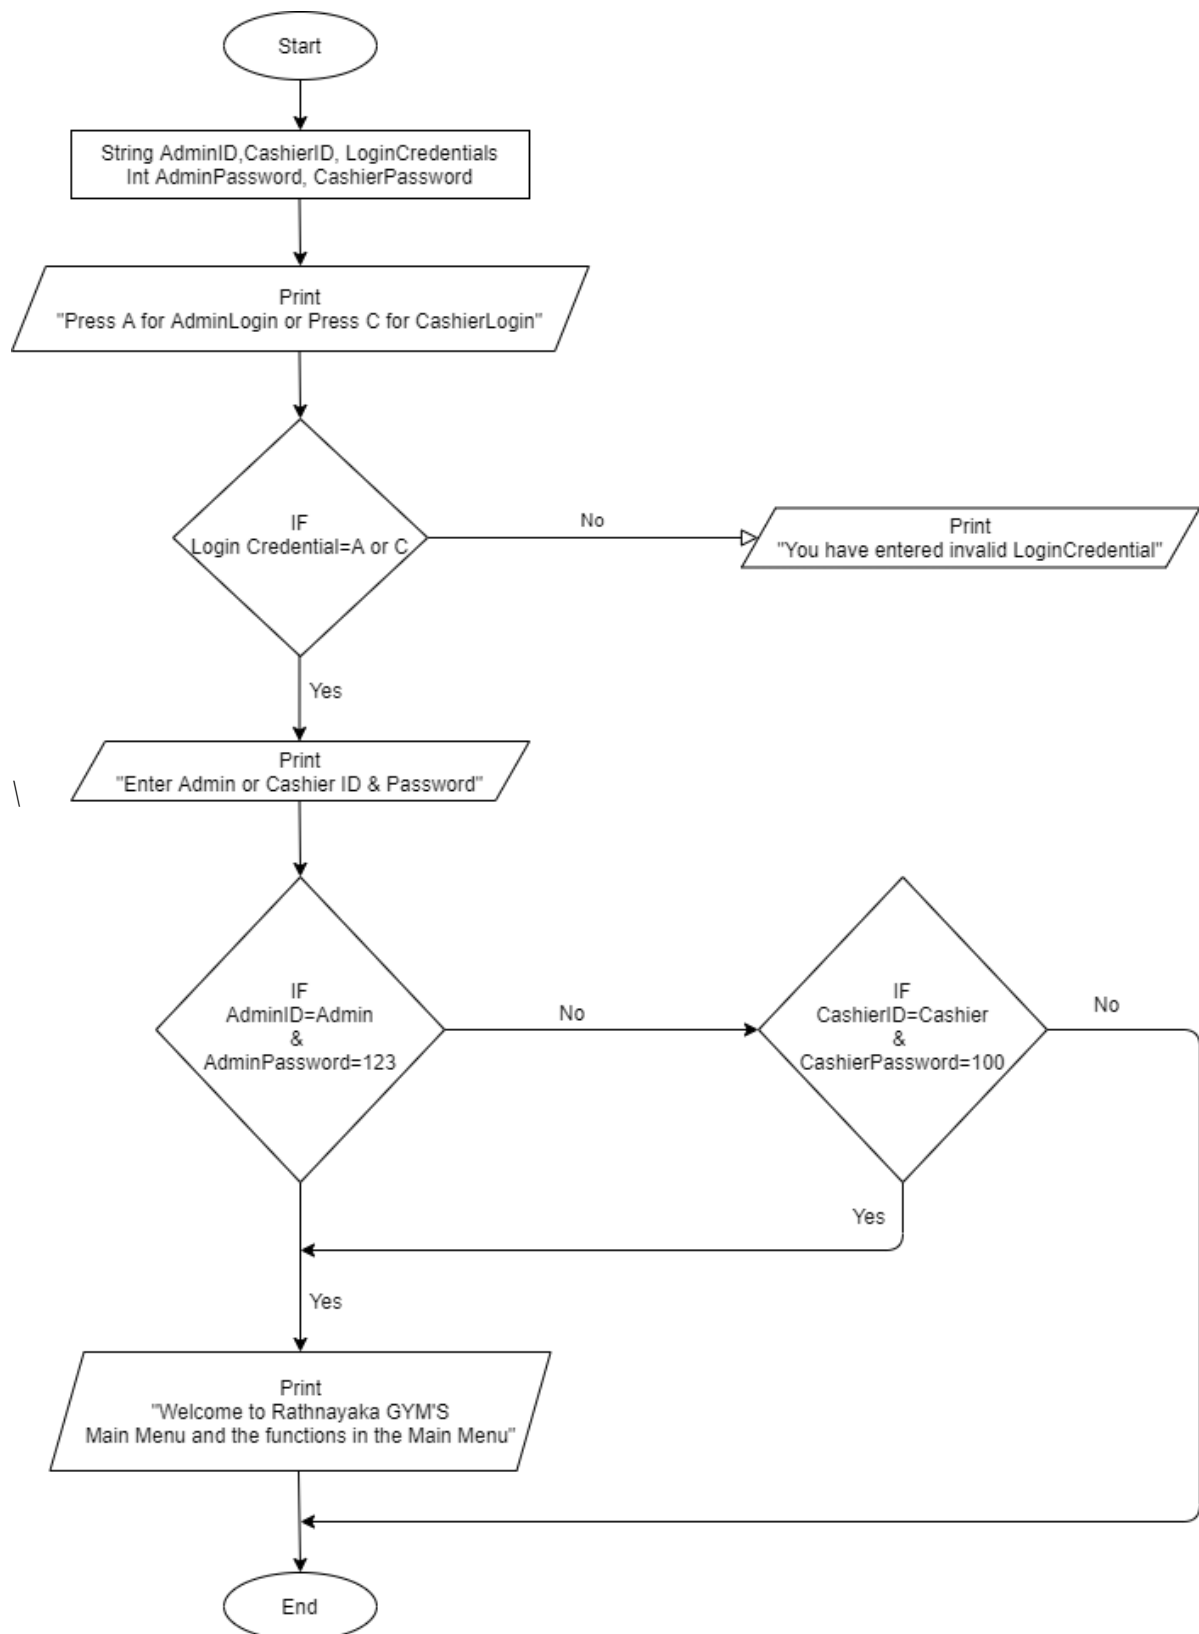 Start
String AdminID,CashierID, LoginCredentials
Int AdminPassword, CashierPassword
Print
"Press A for AdminLogin or Press C for CashierLogin"
IF
Login Credential=A or C
No
Print
"You have entered invalid LoginCredential"
Yes
Print
"Enter Admin or Cashier ID & Password"
\
IF
AdminID=Admin
&
AdminPassword=123
No
IF
CashierID=Cashier
&
CashierPassword=100
No
Yes
Yes
Print
"Welcome to Rathnayaka GYM'S
Main Menu and the functions in the Main Menu"
End